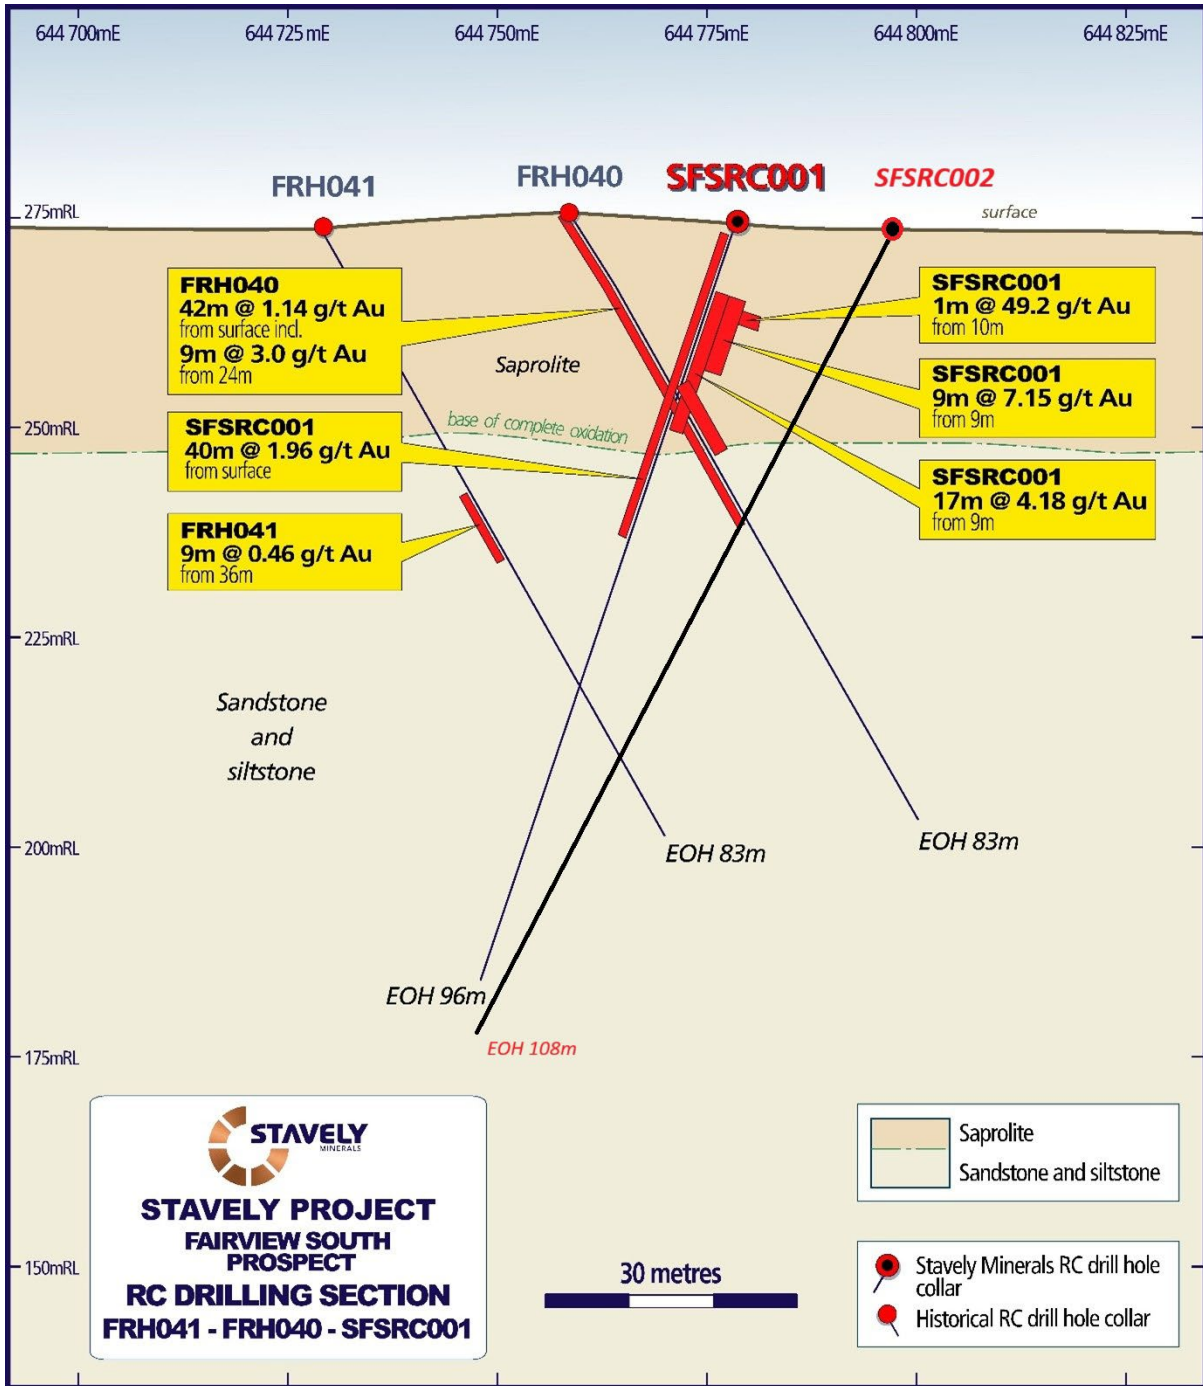 644 700mE
644 725 mE
644 750mE
644 775mE
644 800mE
644 825mE
FRH041
FRH040
SFSRC001
SFSRC002
275mRL
surface
FRH040
42m @ 1.14 g/t Au
from surface incl.
9m @ 3.0 g/t Au
from 24m
SFSRC001
1m @ 49.2 g/t Au
from 10m
Saprolite
SFSRC001
9m @ 7.15 g/t Au
from 9m
250mRL
base of complete oxidation
SFSRC001
40m @ 1.96 g/t Au
from surface
SFSRC001
17m @ 4.18 g/t Au
from 9m
FRH041
9m @ 0.46 g/t Au
from 36m
225mRL
Sandstone
and
siltstone
200mRL
EOH 83m
EOH 83m
EOH 96m
EOH 108m
175mRL
STAVELY
MINERALS
STAVELY PROJECT
FAIRVIEW SOUTH
PROSPECT
RC DRILLING SECTION
FRH041 - FRH040 - SFSRC001
150mRL
30 metres
Saprolite
Sandstone and siltstone
Stavely Minerals RC drill hole
collar
Historical RC drill hole collar